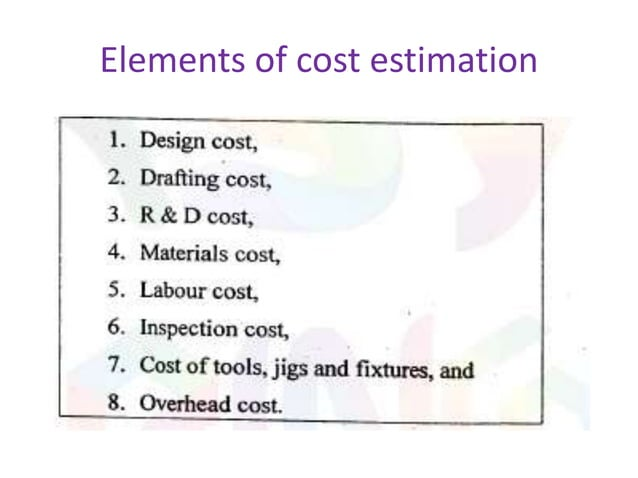 Elements of cost estimation
1. Design cost,
2. Drafting cost,
3. R & D cost,
4. Materials cost,
5. Labour cost,
6. Inspection cost,
7. Cost of tools, jigs and fixtures, and
8. Overhead cost.